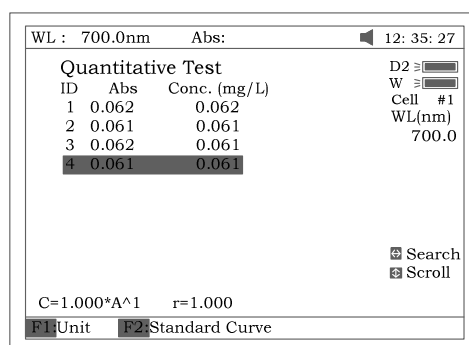 WL : 700.0nm Abs: 12: 35: 27
Quantitative Test
D2
ID Abs Conc. (mg/L)
W
1 0.062 0.062
Cell #1
2 0.061 0.061
WL(nm)
3 0.062 0.061
700.0
4 0.061 0.061
Search
Scroll
C=1.000*A^1 r=1.000
F1:Unit F2:Standard Curve